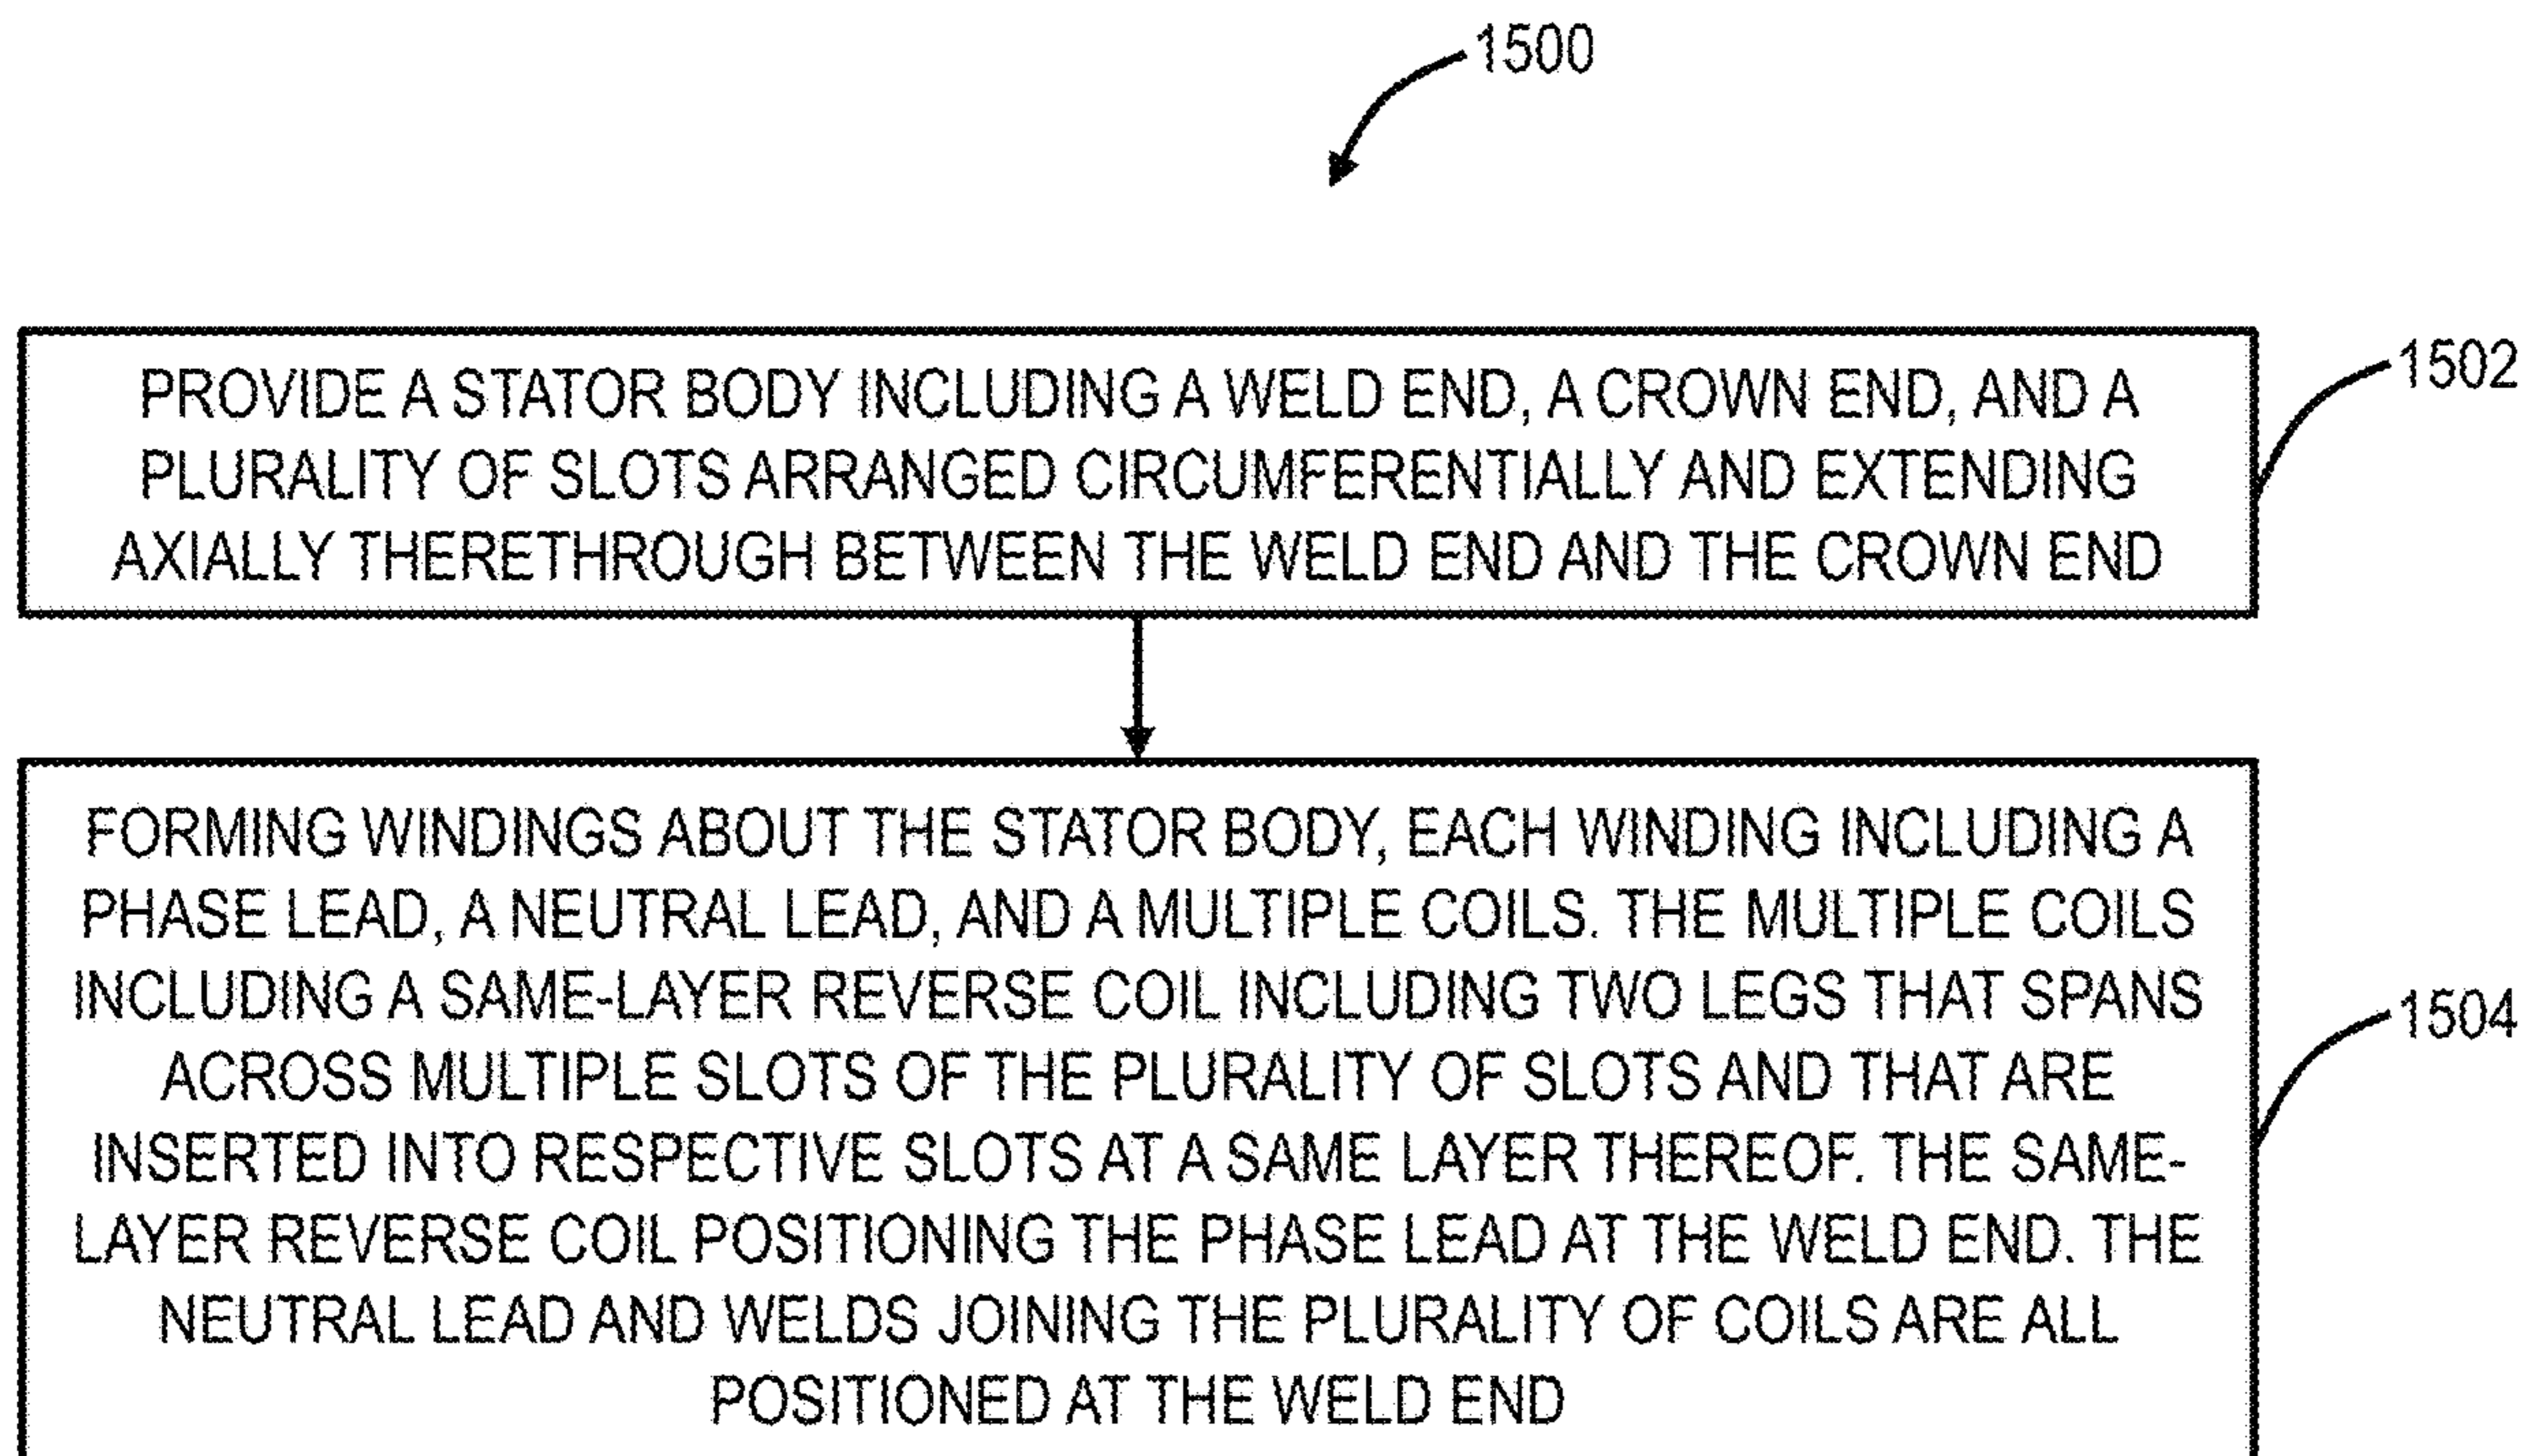 1500
PROVIDE A STATOR BODY INCLUDING A WELD END, A CROWN END, AND A
PLURALITY OF SLOTS ARRANGED CIRCUMFERENTIALLY AND EXTENDING
AXIALLY THERETHROUGH BETWEEN THE WELD END AND THE CROWN END
1502
FORMING WINDINGS ABOUT THE STATOR BODY, EACH WINDING INCLUDING A
PHASE LEAD, A NEUTRAL LEAD, AND A MULTIPLE COILS. THE MULTIPLE COILS
INCLUDING A SAME-LAYER REVERSE COIL INCLUDING TWO LEGS THAT SPANS
ACROSS MULTIPLE SLOTS OF THE PLURALITY OF SLOTS AND THAT ARE
INSERTED INTO RESPECTIVE SLOTS AT A SAME LAYER THEREOF. THE SAME-
LAYER REVERSE COIL POSITIONING THE PHASE LEAD AT THE WELD END. THE
NEUTRAL LEAD AND WELDS JOINING THE PLURALITY OF COILS ARE ALL
POSITIONED AT THE WELD END
1504